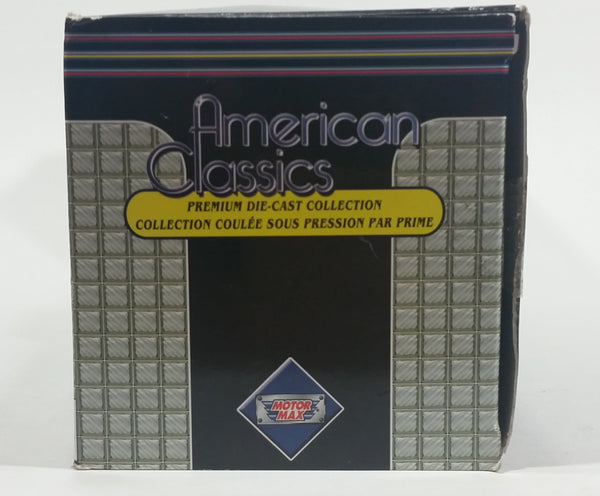 American
Classics
PREMIUM DIE-CAST COLLECTION
COLLECTION COULÉE SOUS PRESSION PAR PRIME
MOTOR
MAX